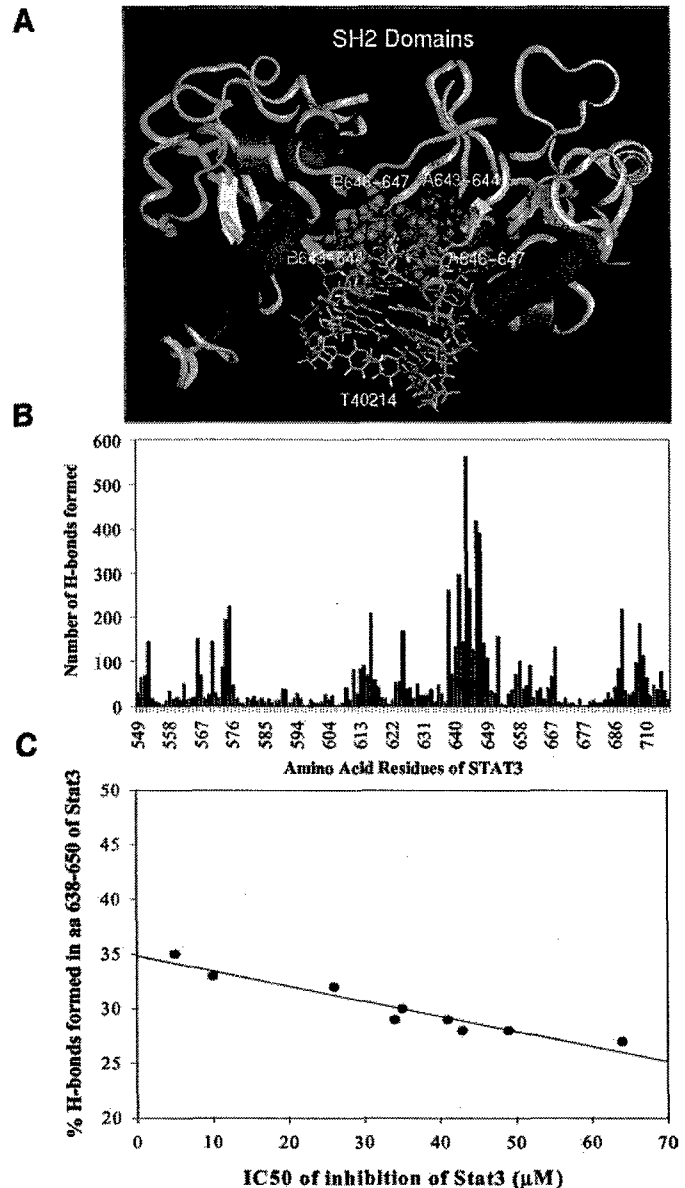 A
SH2 Domains
B646-647 A643-644
B643-644 A646-647
T40214
B
Number of H-bonds formed
600
500
400
300
200
100
0
549 558 567 576 585 594 604 613 622 631 640 649 658 667 677 686 710
Amino Acid Residues of STAT3
C
% H-bonds formed in aa 638-650 of Stat3
50
45
40
35
30
25
20
0 10 20 30 40 50 60 70
IC50 of inhibition of Stat3 (µM)